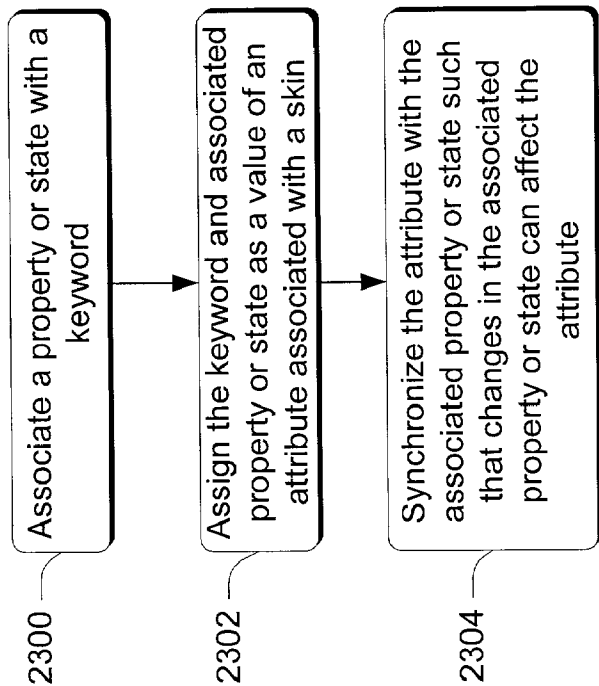 2300
Associate a property or state with a
keyword
2302
Assign the keyword and associated
property or state as a value of an
attribute associated with a skin
2304
Synchronize the attribute with the
associated property or state such
that changes in the associated
property or state can affect the
attribute